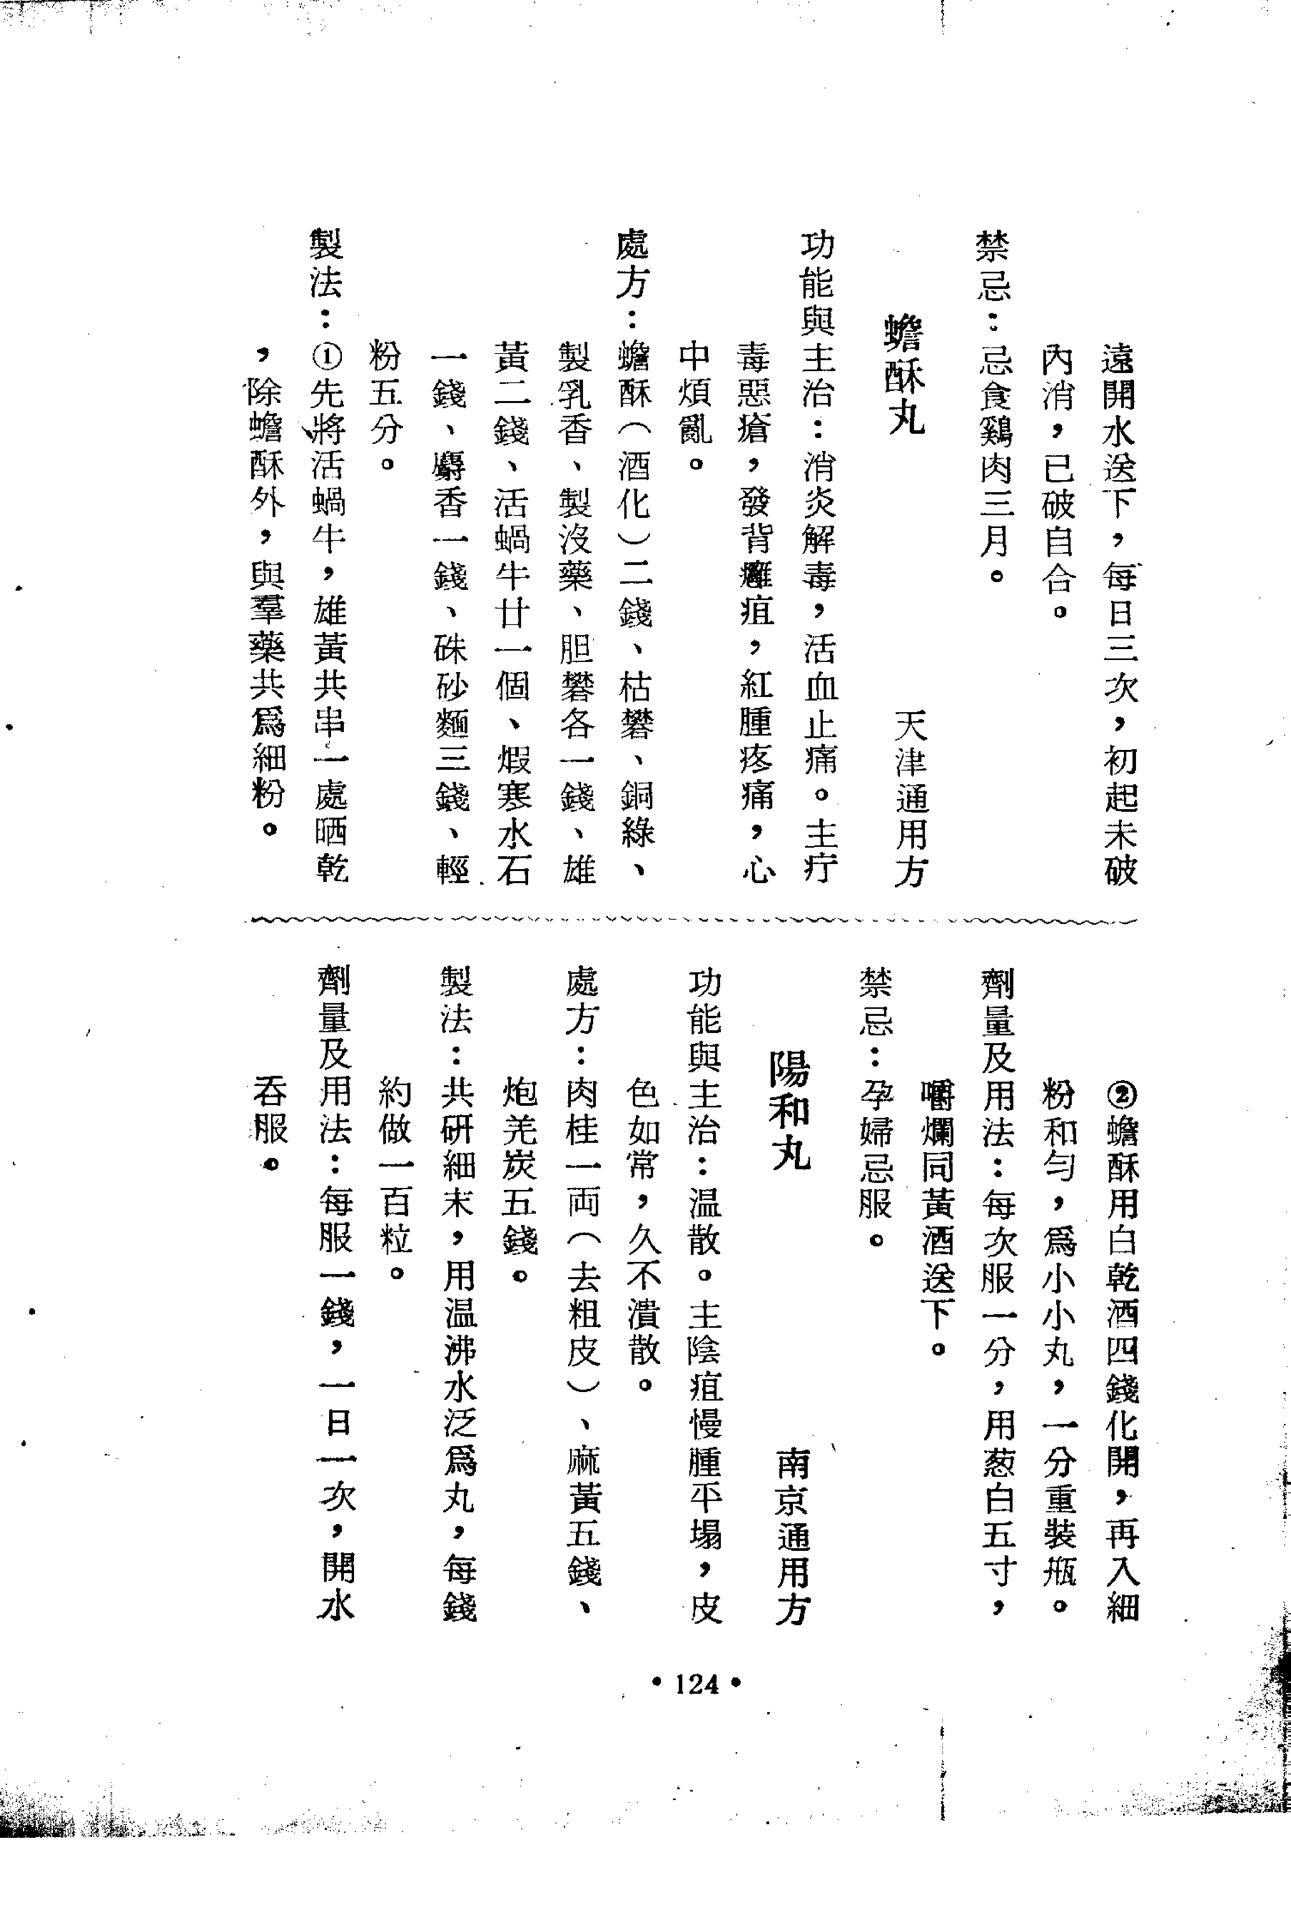 遠開水送下，每日三次，初起未破
內消，已破自合。
禁忌：忌食鷄肉三月。
蟾酥丸　天津通用方
功能與主治：消炎解毒，活血止痛。主疔
毒惡瘡，發背癰疽，紅腫疼痛，心
中煩亂。
處方：蟾酥（酒化）二錢、枯礬、銅綠、
製乳香、製沒藥、胆礬各一錢、雄
黃二錢、活蝸牛廿一個、煅寒水石
一錢、麝香一錢、硃砂麵三錢、輕
粉五分。
製法：①先將活蝸牛，雄黃共串一處晒乾
，除蟾酥外，與羣藥共爲細粉。
②蟾酥用白乾酒四錢化開，再入細
粉和勻，爲小小丸，一分重裝瓶。
劑量及用法：每次服一分，用葱白五寸，
嚼爛同黃酒送下。
禁忌：孕婦忌服。
陽和丸　南京通用方
功能與主治：温散。主陰疽慢腫平塌，皮
色如常，久不潰散。
處方：肉桂一両（去粗皮）、麻黃五錢、
炮羌炭五錢。
製法：共研細末，用温沸水泛爲丸，每錢
約做一百粒。
劑量及用法：每服一錢，一日一次，開水
吞服。
•124•